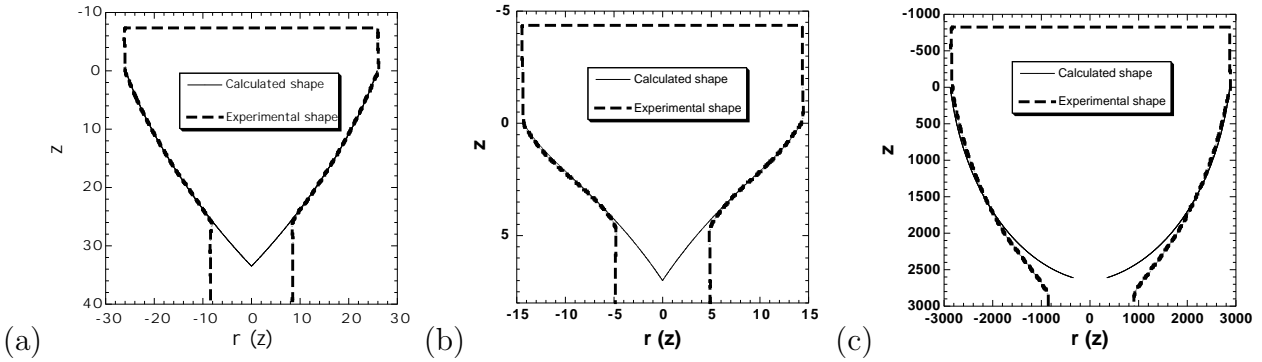 -10
0
10
20
30
40
z
-30 -20 -10 0 10 20 30
r (z)
Calculated shape
Experimental shape
(a)
-5
0
5
z
-15 -10 -5 0 5 10 15
r (z)
Calculated shape
Experimental shape
(b)
-1000
-500
0
500
1000
1500
2000
2500
3000
z
-3000 -2000 -1000 0 1000 2000 3000
r (z)
Calculated shape
Experimental shape
(c)